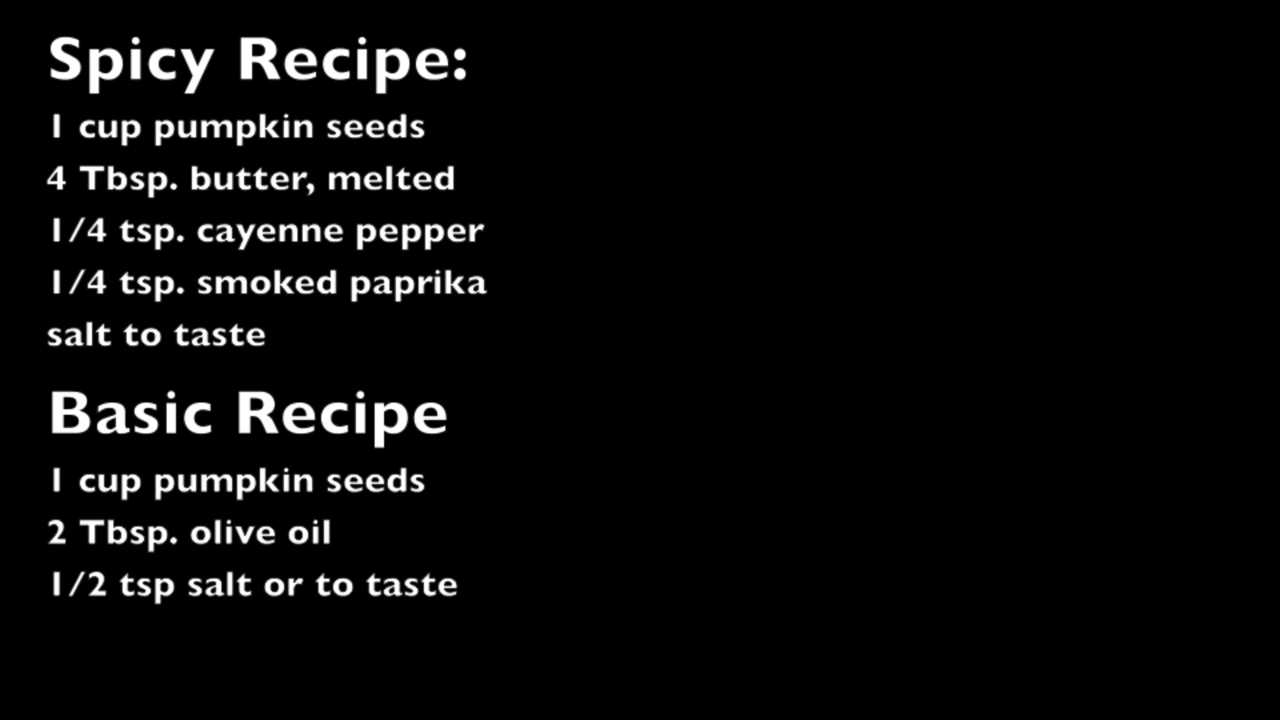 Spicy Recipe:
1 cup pumpkin seeds
4 Tbsp. butter, melted
1/4 tsp. cayenne pepper
1/4 tsp. smoked paprika
salt to taste
Basic Recipe
1 cup pumpkin seeds
2 Tbsp. olive oil
1/2 tsp salt or to taste